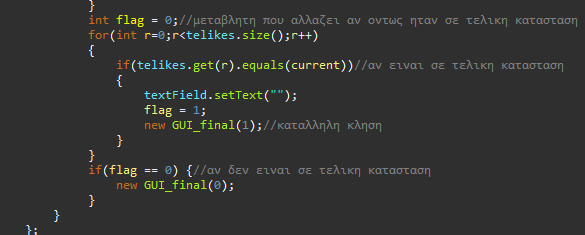 }
int flag = 0;//μεταβλητη που αλλαζει αν οντως ηταν σε τελικη κατασταση
for(int r=0;r<telikes.size();r++)
{
if(telikes.get(r).equals(current))//αν ειναι σε τελικη κατασταση
{
textField.setText("");
flag = 1;
new GUI_final(1);//καταλληλη κληση
}
}
if(flag == 0) {//αν δεν ειναι σε τελικη κατασταση
new GUI_final(0);
}
}
};